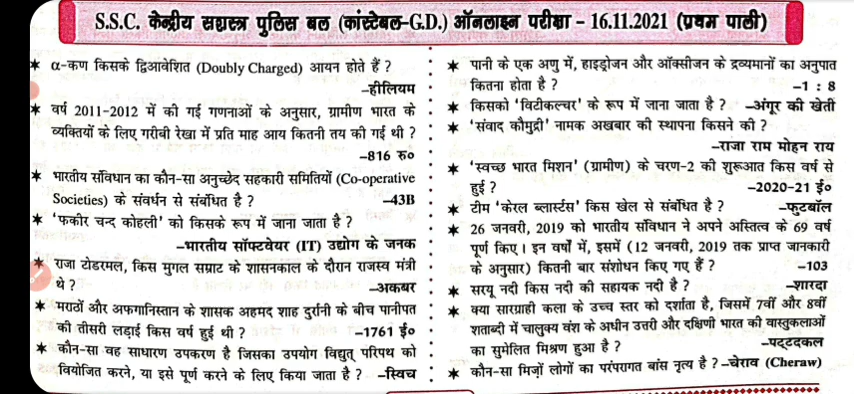 S.S.C. केन्द्रीय सशस्त्र पुलिस बल (कांस्टेबल-G.D.) ऑनलाइन परीक्षा – 16.11.2021 (प्रथम पाली)
* α-कण किसके द्विआवेशित (Doubly Charged) आयन होते हैं ?
–हीलियम
* वर्ष 2011-2012 में की गई गणनाओं के अनुसार, ग्रामीण भारत के
व्यक्तियों के लिए गरीबी रेखा में प्रति माह आय कितनी तय की गई थी ?
–816 रु०
* भारतीय संविधान का कौन-सा अनुच्छेद सहकारी समितियों (Co-operative
Societies) के संवर्धन से संबंधित है ? –43B
* 'फकीर चन्द कोहली' को किसके रूप में जाना जाता है ?
–भारतीय सॉफ्टवेयर (IT) उद्योग के जनक
* राजा टोडरमल, किस मुगल सम्राट के शासनकाल के दौरान राजस्व मंत्री
थे ? –अकबर
* मराठों और अफगानिस्तान के शासक अहमद शाह दुर्रानी के बीच पानीपत
की तीसरी लड़ाई किस वर्ष हुई थी ? –1761 ई०
* कौन-सा वह साधारण उपकरण है जिसका उपयोग विद्युत् परिपथ को
वियोजित करने, या इसे पूर्ण करने के लिए किया जाता है ? –स्विच
* पानी के एक अणु में, हाइड्रोजन और ऑक्सीजन के द्रव्यमानों का अनुपात
कितना होता है ? –1 : 8
* किसको 'विटीकल्चर' के रूप में जाना जाता है ? –अंगूर की खेती
* 'संवाद कौमुदी' नामक अखबार की स्थापना किसने की ?
–राजा राम मोहन राय
* 'स्वच्छ भारत मिशन' (ग्रामीण) के चरण-2 की शुरूआत किस वर्ष से
हुई ? –2020-21 ई०
* टीम 'केरल ब्लास्टर्स' किस खेल से संबंधित है ? –फुटबॉल
* 26 जनवरी, 2019 को भारतीय संविधान ने अपने अस्तित्व के 69 वर्ष
पूर्ण किए। इन वर्षों में, इसमें (12 जनवरी, 2019 तक प्राप्त जानकारी
के अनुसार) कितनी बार संशोधन किए गए हैं ? –103
* सरयू नदी किस नदी की सहायक नदी है ? –शारदा
* क्या सारग्राही कला के उच्च स्तर को दर्शाता है, जिसमें 7वीं और 8वीं
शताब्दी में चालुक्य वंश के अधीन उत्तरी और दक्षिणी भारत की वास्तुकलाओं
का सुमेलित मिश्रण हुआ है ? –पट्टदकल
* कौन-सा मिज़ों लोगों का परंपरागत बांस नृत्य है ? –चेराव (Cheraw)